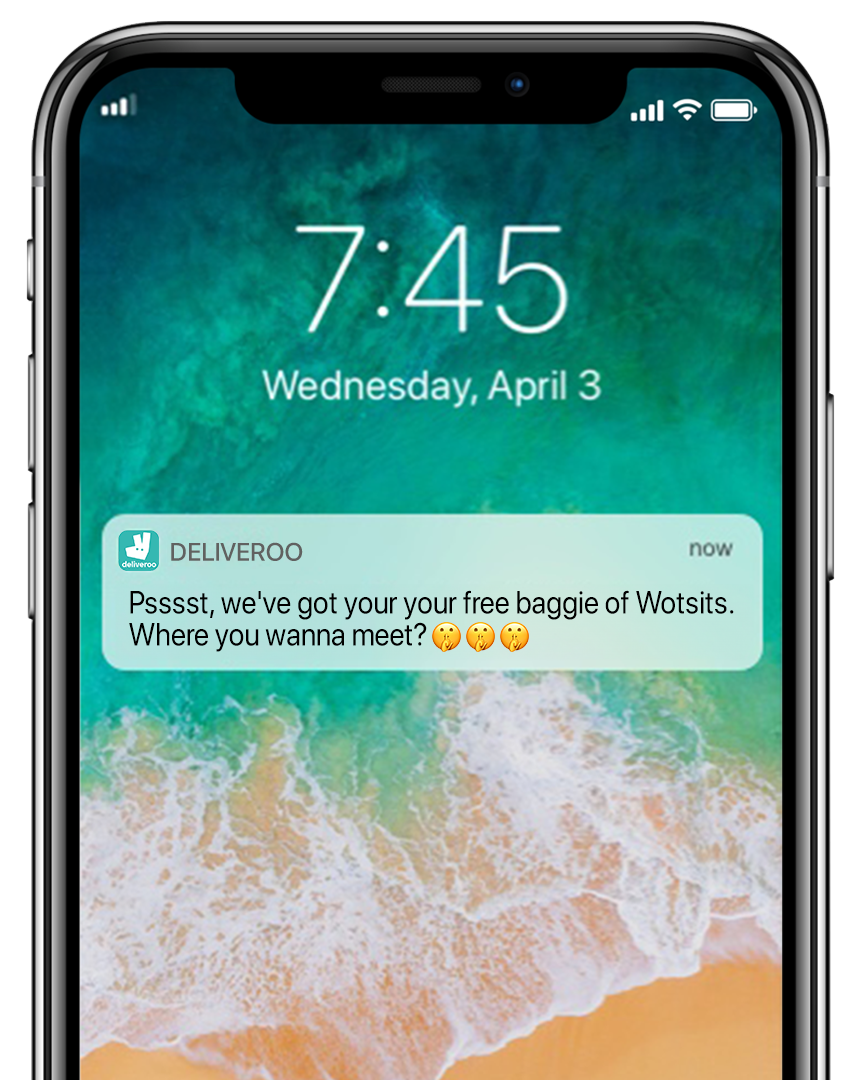 7:45
Wednesday, April 3
deliveroo
DELIVEROO
now
Psssst, we've got your your free baggie of Wotsits.
Where you wanna meet?🤫🤫🤫